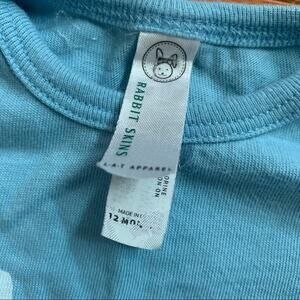 RABBIT SKINS
L·A·T APPAREL
MADE IN
12 MO